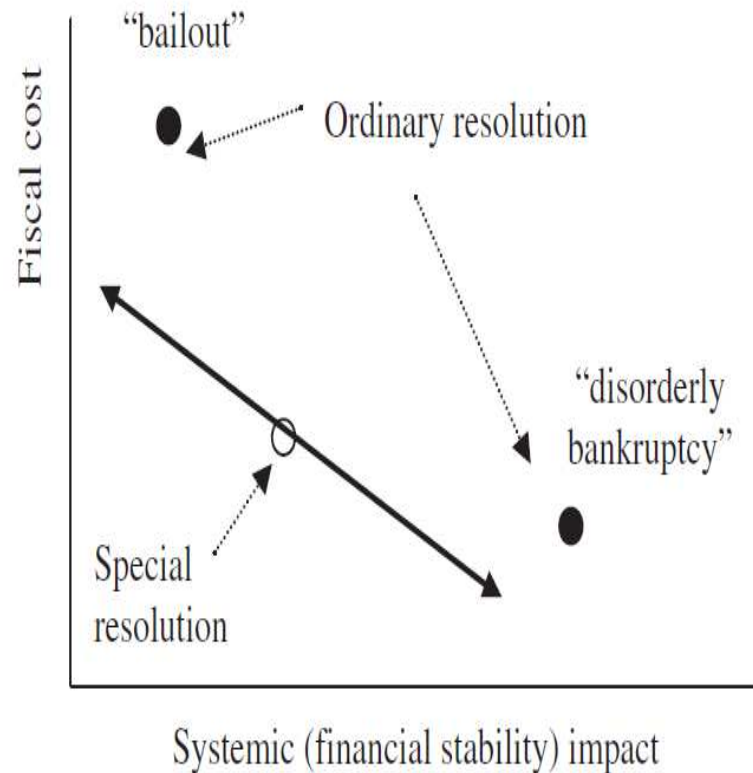 “bailout”
Fiscal cost
Ordinary resolution
“disorderly
bankruptcy”
Special
resolution
Systemic (financial stability) impact